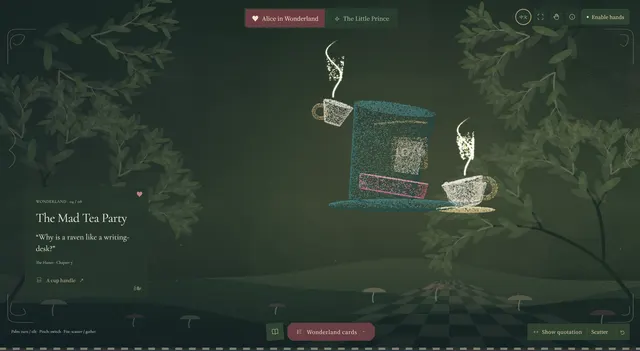 Alice in Wonderland
The Little Prince
Enable hands
The Mad Tea Party
"Why is a raven like a writing-
desk?"
A cup handle
Wonderland cards
Show quotation
Scatter